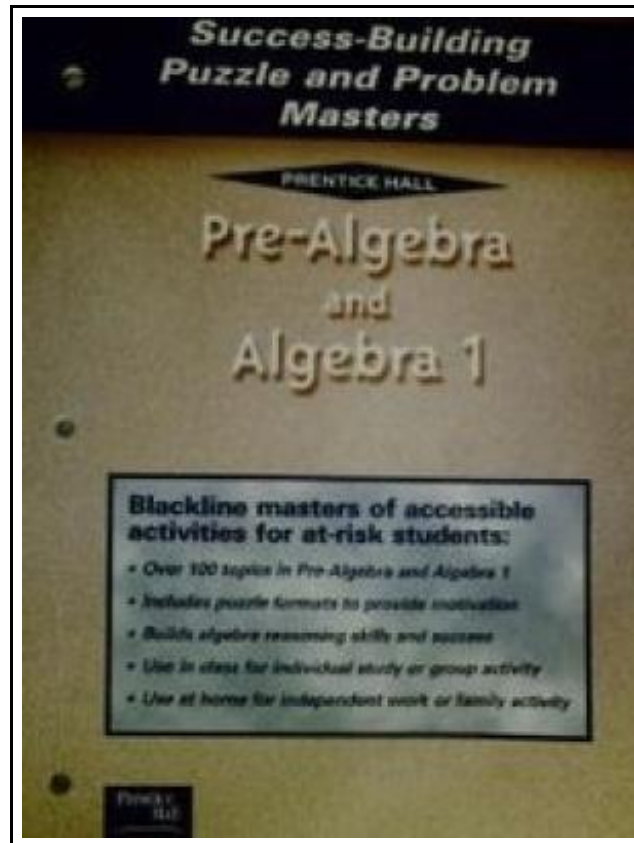 Success-Building
Puzzle and Problem
Masters
PRENTICE HALL
Pre-Algebra
and
Algebra 1
Blackline masters of accessible
activities for at-risk students:
• Over 100 topics in Pre-Algebra and Algebra 1
• Includes puzzle formats to provide motivation
• Builds algebra reasoning skills and success
• Use in class for individual study or group activity
• Use at home for independent work or family activity
Prentice
Hall